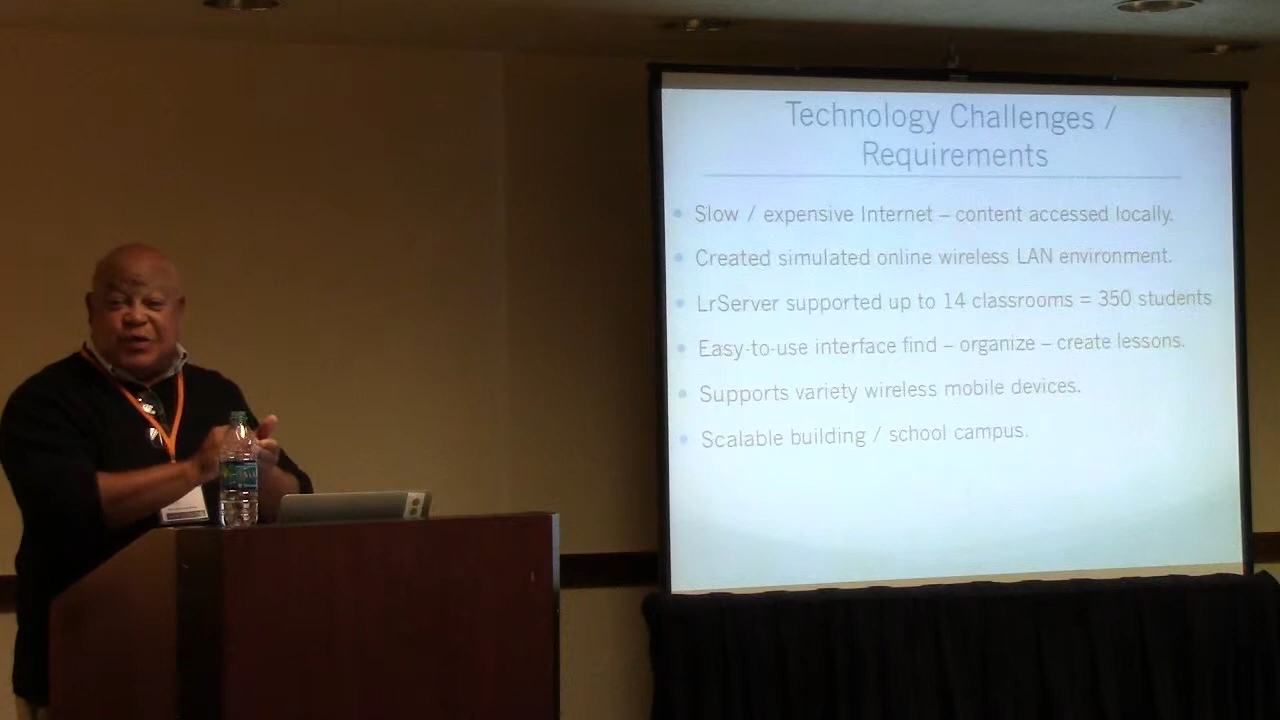 Technology Challenges /
Requirements
• Slow / expensive Internet – content accessed locally.
• Created simulated online wireless LAN environment.
• LrServer supported up to 14 classrooms = 350 students
• Easy-to-use interface find – organize – create lessons.
• Supports variety wireless mobile devices.
• Scalable building / school campus.